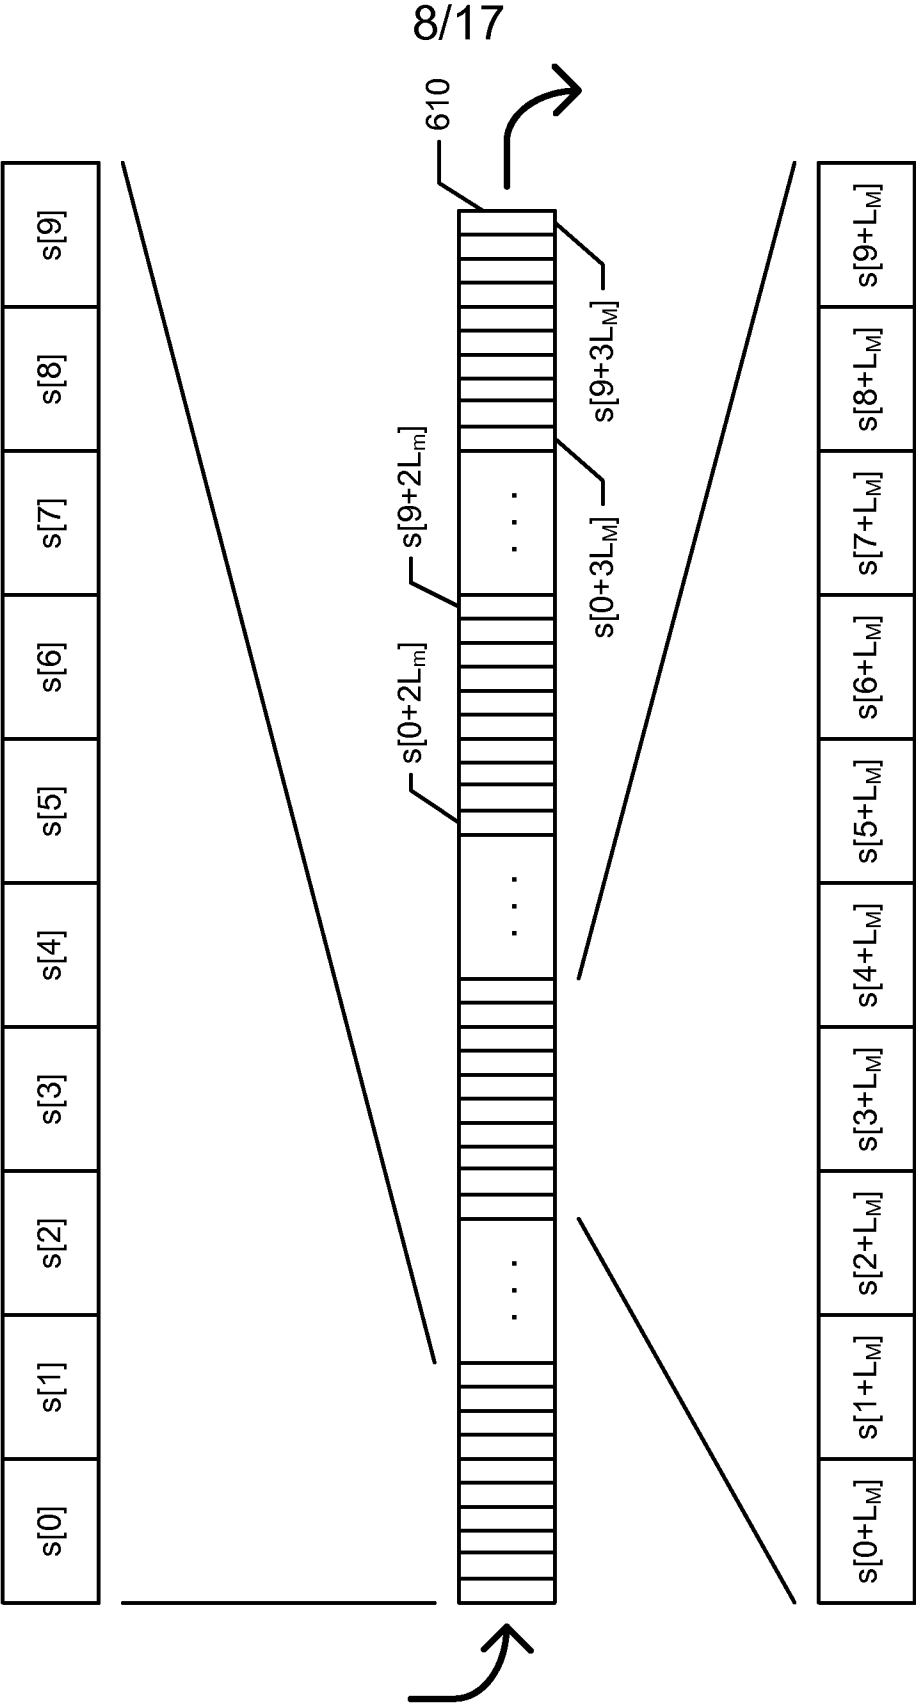 8/17
s[0] s[1] s[2] s[3] s[4] s[5] s[6] s[7] s[8] s[9]
s[0+2Lm] s[9+2Lm] 610
. . . . . . . . .
s[0+3LM] s[9+3LM]
s[0+LM] s[1+LM] s[2+LM] s[3+LM] s[4+LM] s[5+LM] s[6+LM] s[7+LM] s[8+LM] s[9+LM]